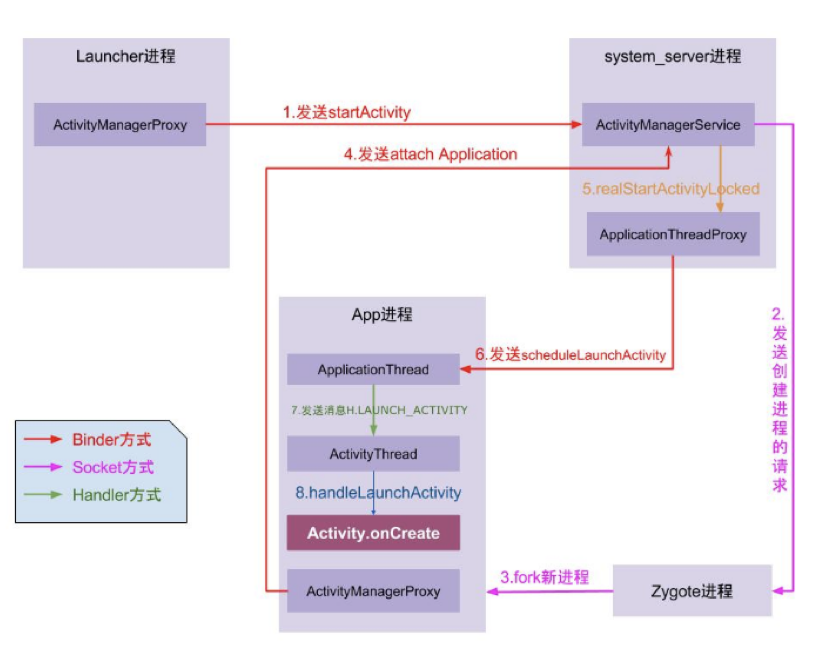 Launcher进程
system_server进程
ActivityManagerProxy
1.发送startActivity
ActivityManagerService
4.发送attach Application
5.realStartActivityLocked
ApplicationThreadProxy
2.发送创建进程的请求
App进程
6.发送scheduleLaunchActivity
ApplicationThread
7.发送消息H.LAUNCH_ACTIVITY
ActivityThread
8.handleLaunchActivity
Activity.onCreate
ActivityManagerProxy
3.fork新进程
Zygote进程
Binder方式
Socket方式
Handler方式